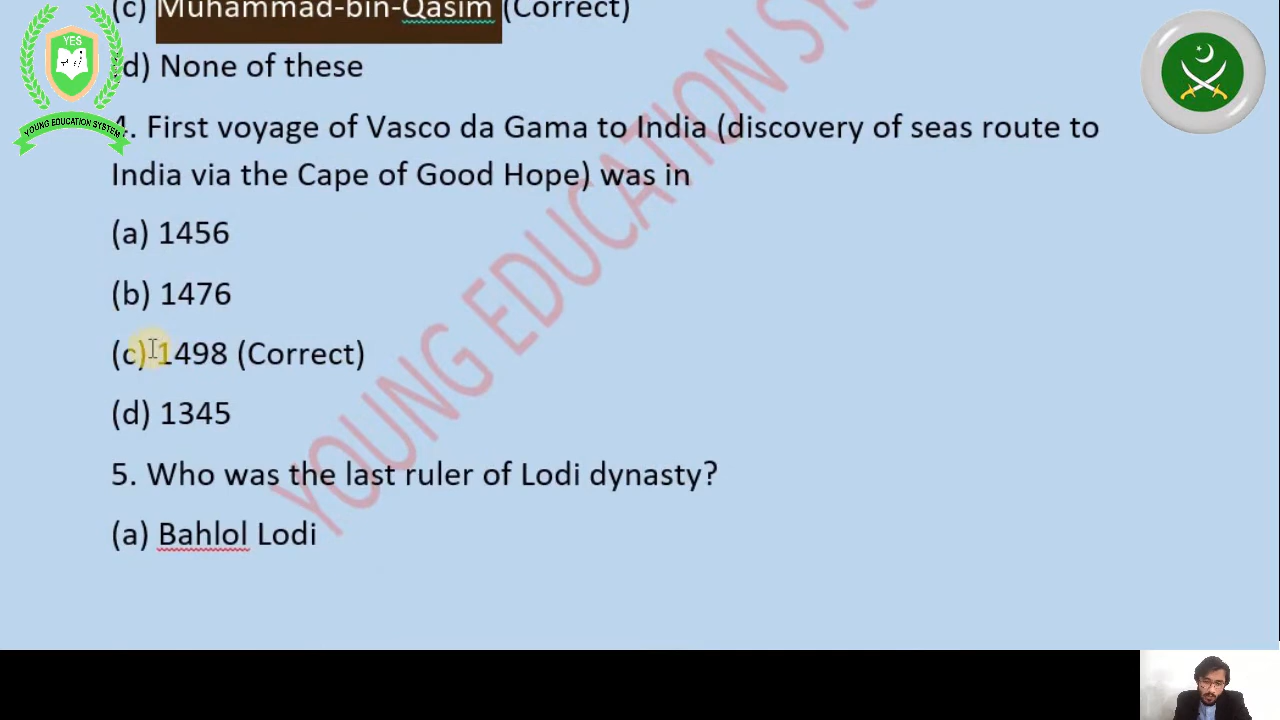 (c) Muhammad-bin-Qasim (Correct)
(d) None of these
4. First voyage of Vasco da Gama to India (discovery of seas route to
India via the Cape of Good Hope) was in
(a) 1456
(b) 1476
(c) 1498 (Correct)
(d) 1345
5. Who was the last ruler of Lodi dynasty?
(a) Bahlol Lodi
YES
YOUNG EDUCATION SYSTEM
YOUNG EDUCATION SYS